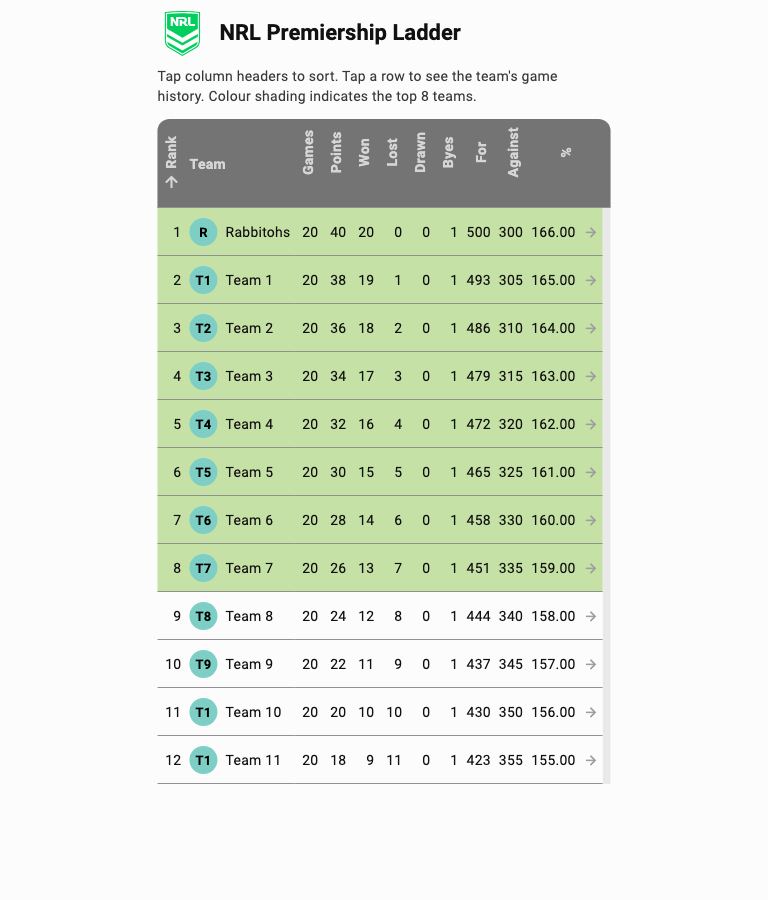 NRL
NRL Premiership Ladder
Tap column headers to sort. Tap a row to see the team's game
history. Colour shading indicates the top 8 teams.
Rank Team Games Points Won Lost Drawn Byes For Against %
1 R Rabbitohs 20 40 20 0 0 1 500 300 166.00
2 T1 Team 1 20 38 19 1 0 1 493 305 165.00
3 T2 Team 2 20 36 18 2 0 1 486 310 164.00
4 T3 Team 3 20 34 17 3 0 1 479 315 163.00
5 T4 Team 4 20 32 16 4 0 1 472 320 162.00
6 T5 Team 5 20 30 15 5 0 1 465 325 161.00
7 T6 Team 6 20 28 14 6 0 1 458 330 160.00
8 T7 Team 7 20 26 13 7 0 1 451 335 159.00
9 T8 Team 8 20 24 12 8 0 1 444 340 158.00
10 T9 Team 9 20 22 11 9 0 1 437 345 157.00
11 T1 Team 10 20 20 10 10 0 1 430 350 156.00
12 T1 Team 11 20 18 9 11 0 1 423 355 155.00